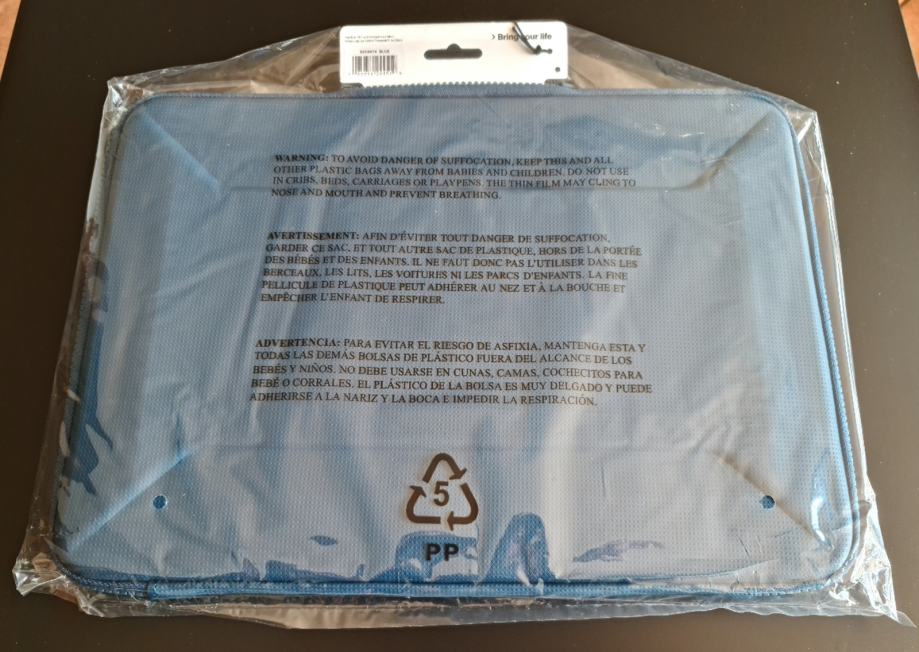 > Bring your life
WARNING: TO AVOID DANGER OF SUFFOCATION, KEEP THIS AND ALL
OTHER PLASTIC BAGS AWAY FROM BABIES AND CHILDREN. DO NOT USE
IN CRIBS, BEDS, CARRIAGES OR PLAYPENS. THE THIN FILM MAY CLING TO
NOSE AND MOUTH AND PREVENT BREATHING.
AVERTISSEMENT: AFIN D'ÉVITER TOUT DANGER DE SUFFOCATION,
GARDER CE SAC, ET TOUT AUTRE SAC DE PLASTIQUE, HORS DE LA PORTÉE
DES BÉBÉS ET DES ENFANTS. IL NE FAUT DONC PAS L'UTILISER DANS LES
BERCEAUX, LES LITS, LES VOITURES NI LES PARCS D'ENFANTS. LA FINE
PELLICULE DE PLASTIQUE PEUT ADHÉRER AU NEZ ET À LA BOUCHE ET
EMPÊCHER L'ENFANT DE RESPIRER.
ADVERTENCIA: PARA EVITAR EL RIESGO DE ASFIXIA, MANTENGA ESTA Y
TODAS LAS DEMÁS BOLSAS DE PLÁSTICO FUERA DEL ALCANCE DE LOS
BEBÉS Y NIÑOS. NO DEBE USARSE EN CUNAS, CAMAS, COCHECITOS PARA
BEBÉ O CORRALES. EL PLÁSTICO DE LA BOLSA ES MUY DELGADO Y PUEDE
ADHERIRSE A LA NARIZ Y LA BOCA E IMPEDIR LA RESPIRACIÓN.
5
PP